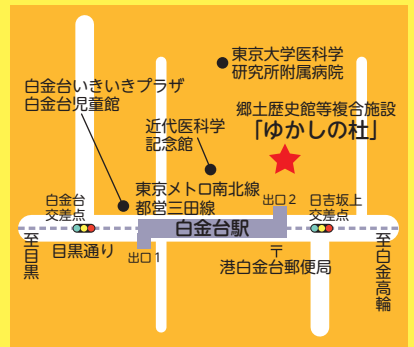 東京大学医科学
研究所附属病院
白金台いきいきプラザ
白金台児童館
郷土歴史館等複合施設
「ゆかしの杜」
近代医科学
記念館
東京メトロ南北線
都営三田線
白金台
交差点
出口2
日吉坂上
交差点
白金台駅
至目黒
目黒通り
出口1
〒
港白金台郵便局
至白金高輪